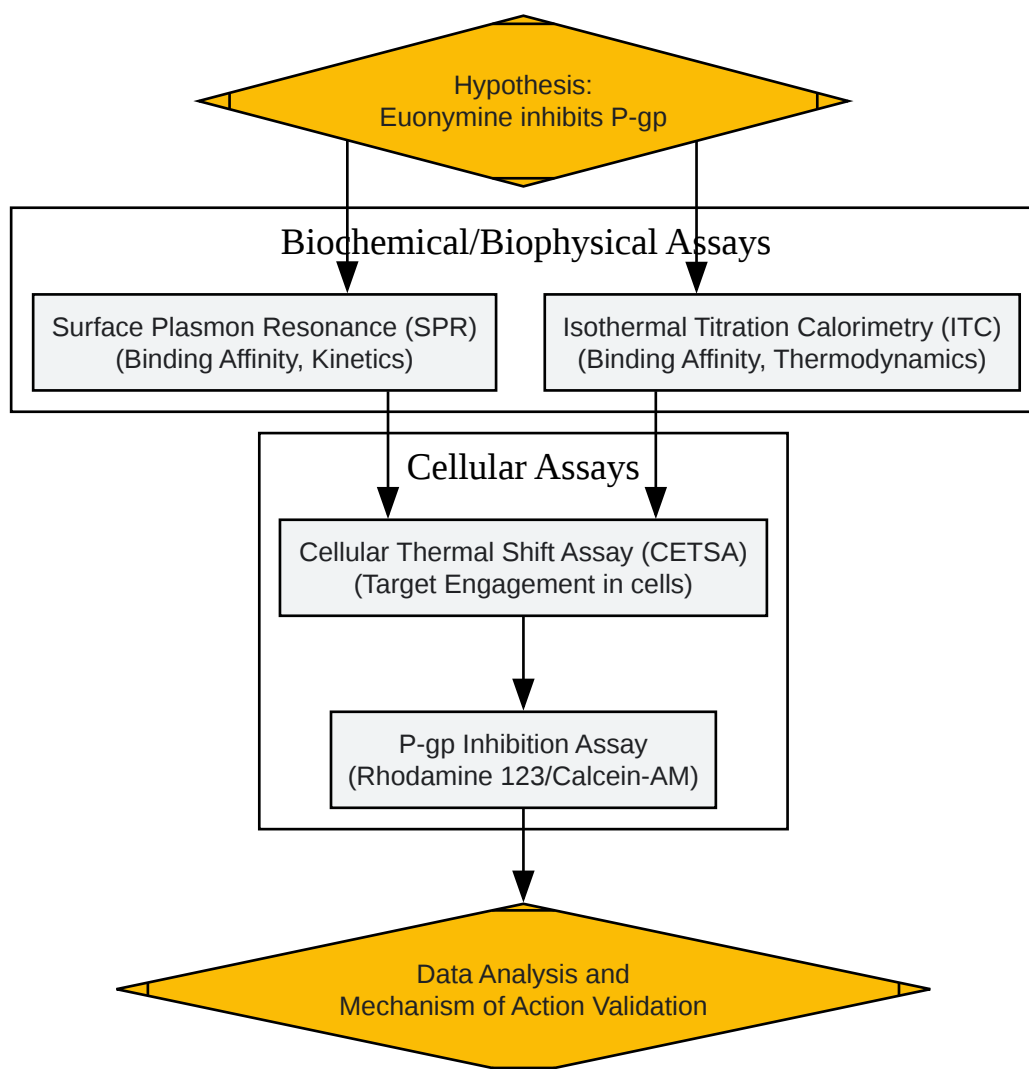 Hypothesis:
Euonymine inhibits P-gp
Biochemical/Biophysical Assays
Surface Plasmon Resonance (SPR)
(Binding Affinity, Kinetics)
Isothermal Titration Calorimetry (ITC)
(Binding Affinity, Thermodynamics)
Cellular Assays
Cellular Thermal Shift Assay (CETSA)
(Target Engagement in cells)
P-gp Inhibition Assay
(Rhodamine 123/Calcein-AM)
Data Analysis and
Mechanism of Action Validation